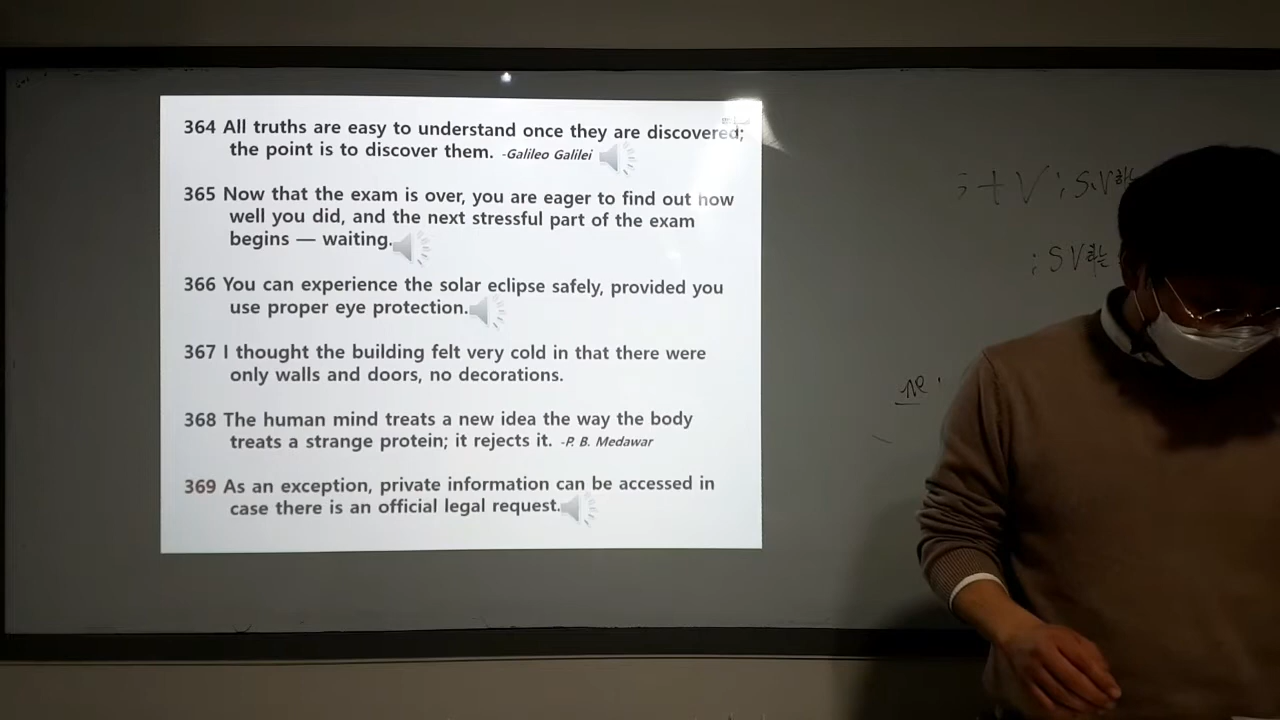 364 All truths are easy to understand once they are discovered;
the point is to discover them. -Galileo Galilei
365 Now that the exam is over, you are eager to find out how
well you did, and the next stressful part of the exam
begins — waiting.
366 You can experience the solar eclipse safely, provided you
use proper eye protection.
367 I thought the building felt very cold in that there were
only walls and doors, no decorations.
368 The human mind treats a new idea the way the body
treats a strange protein; it rejects it. -P. B. Medawar
369 As an exception, private information can be accessed in
case there is an official legal request.
; S V하는